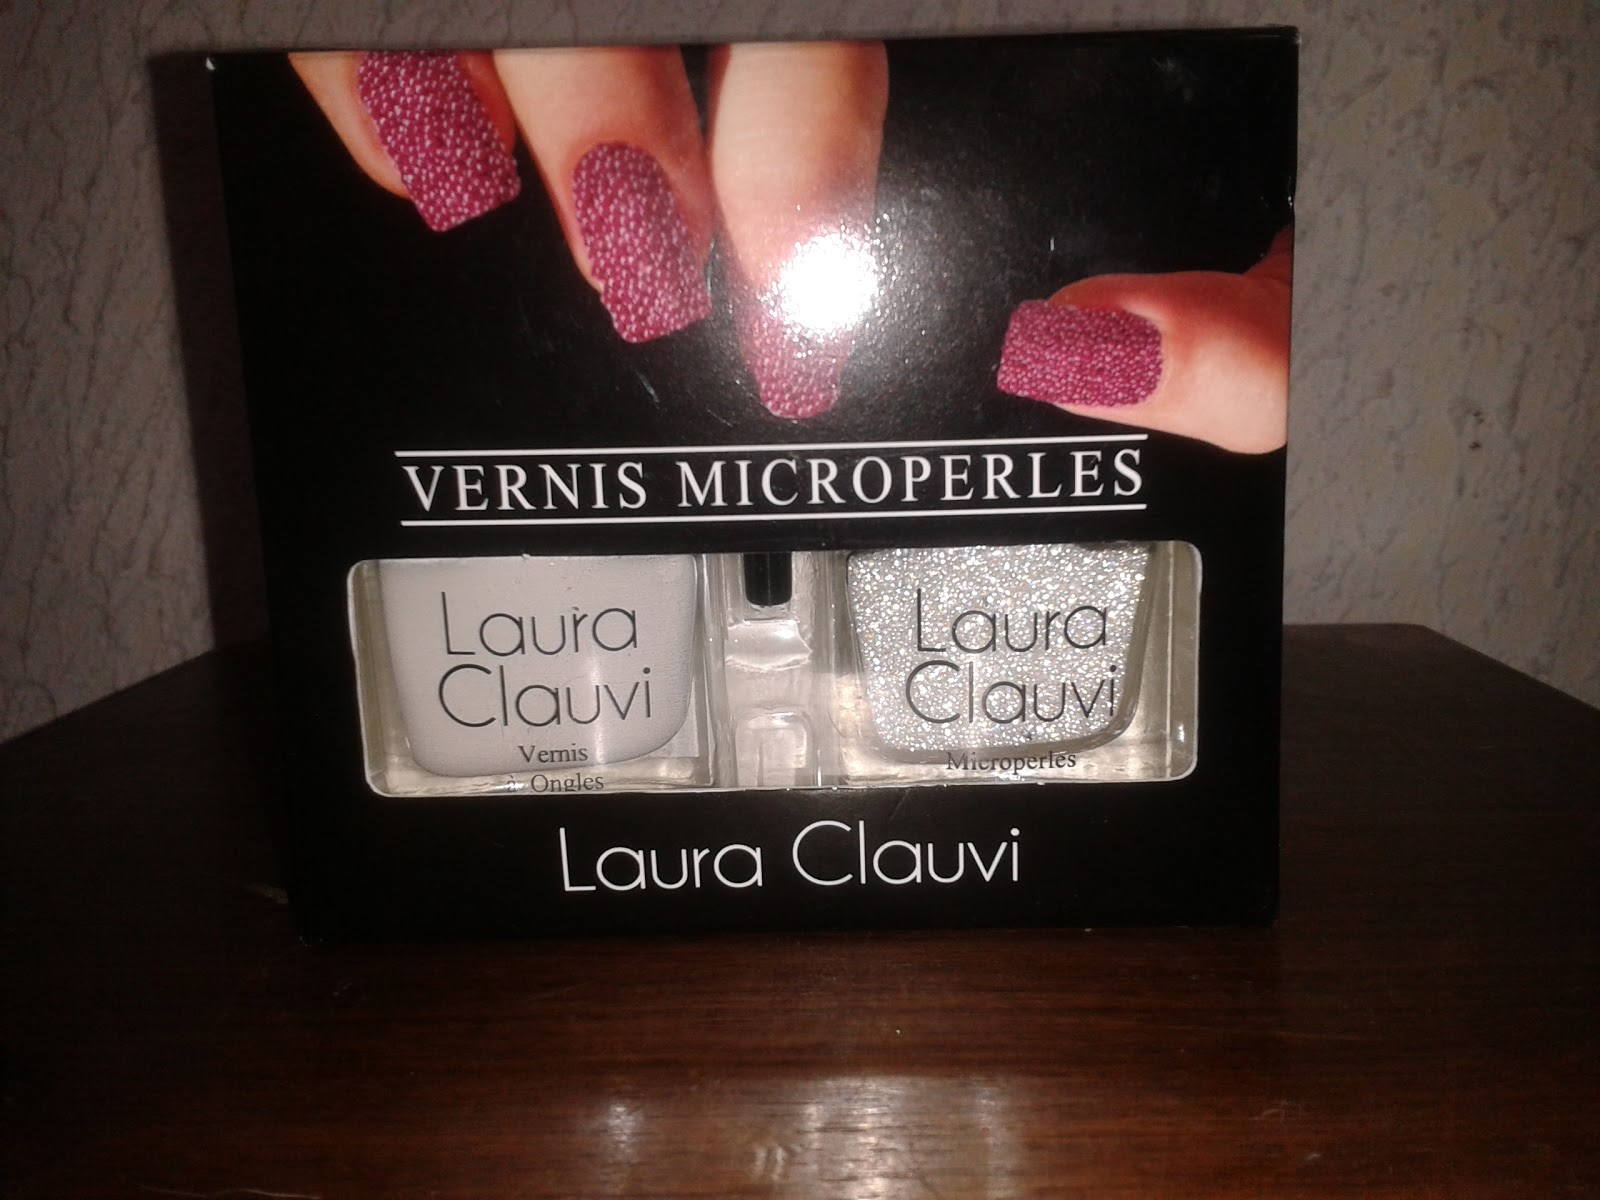 VERNIS MICROPERLES
Laura
Clauvi
Vernis
à Ongles
Laura
Clauvi
Microperles
Laura Clauvi